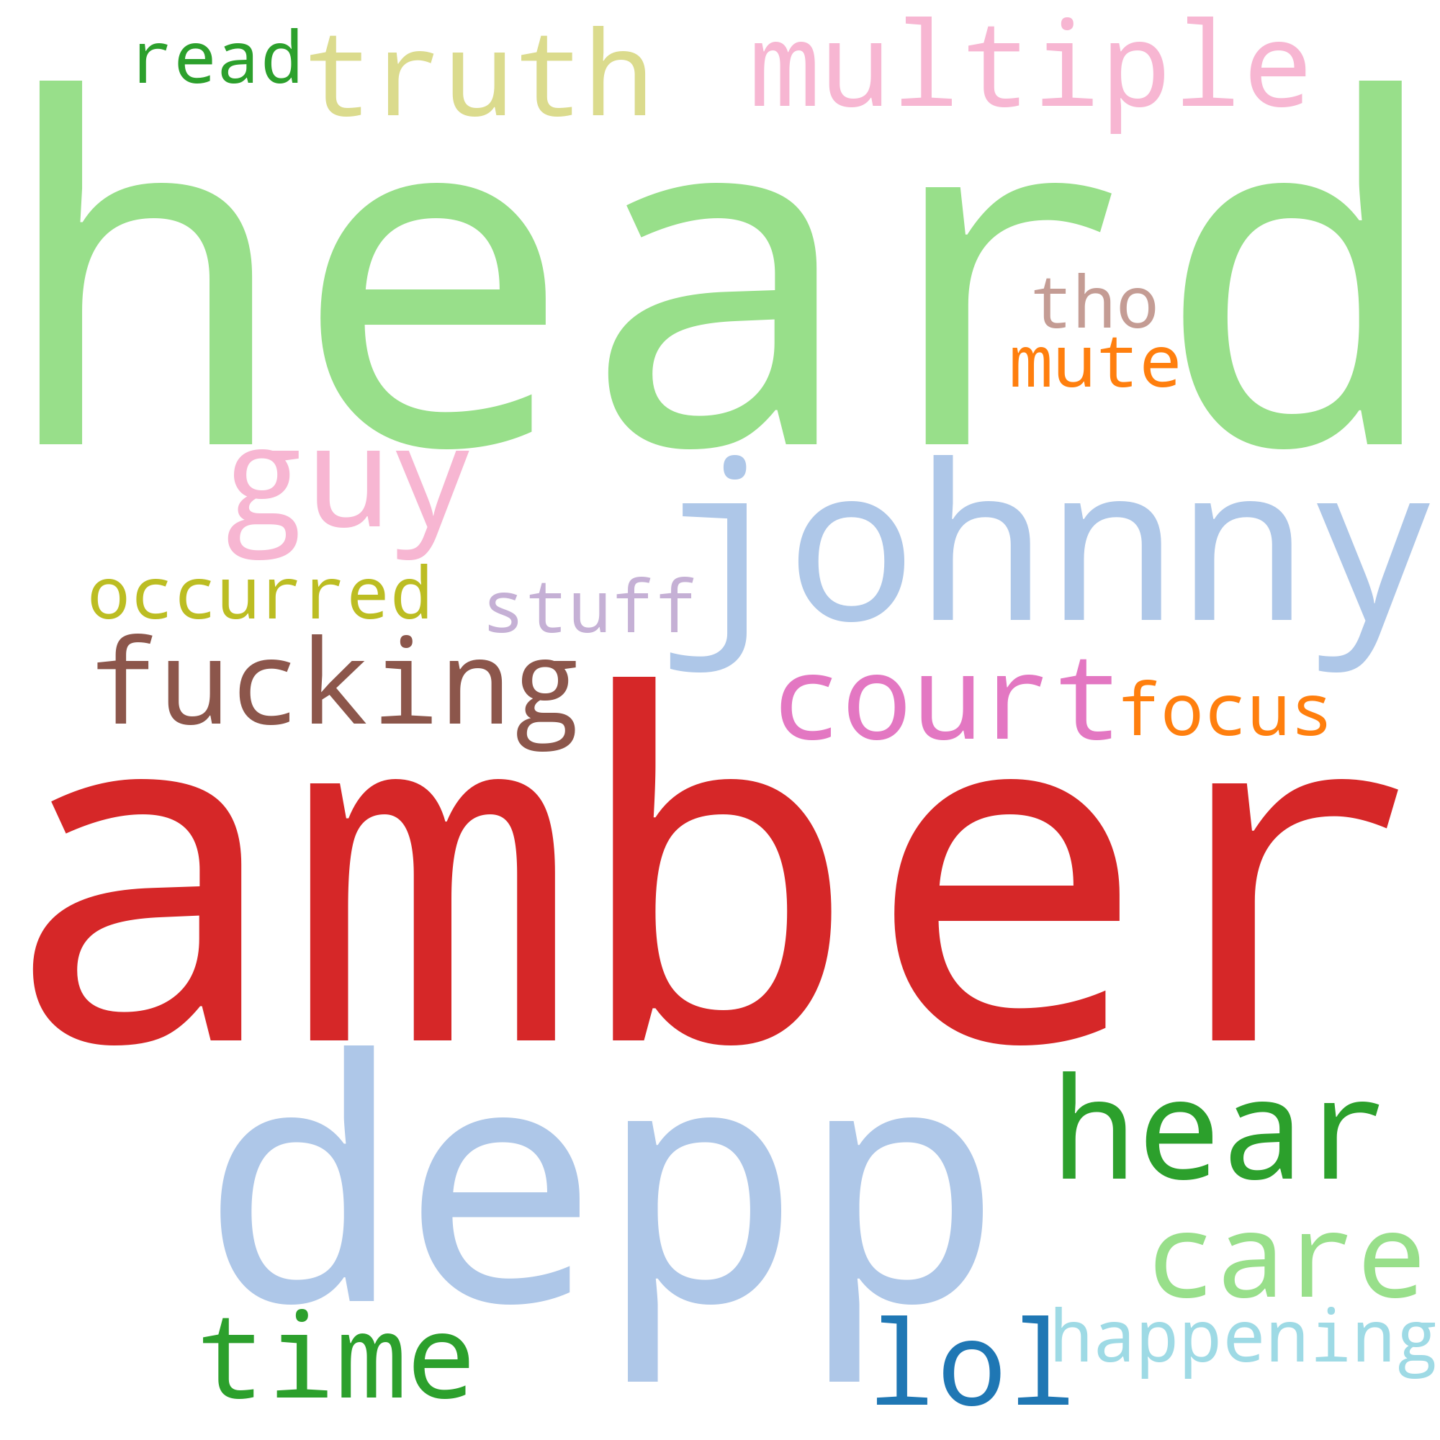 read truth multiple
heard
tho
mute
guy johnny
occurred stuff
fucking court focus
amber
depp hear
care
time lol happening